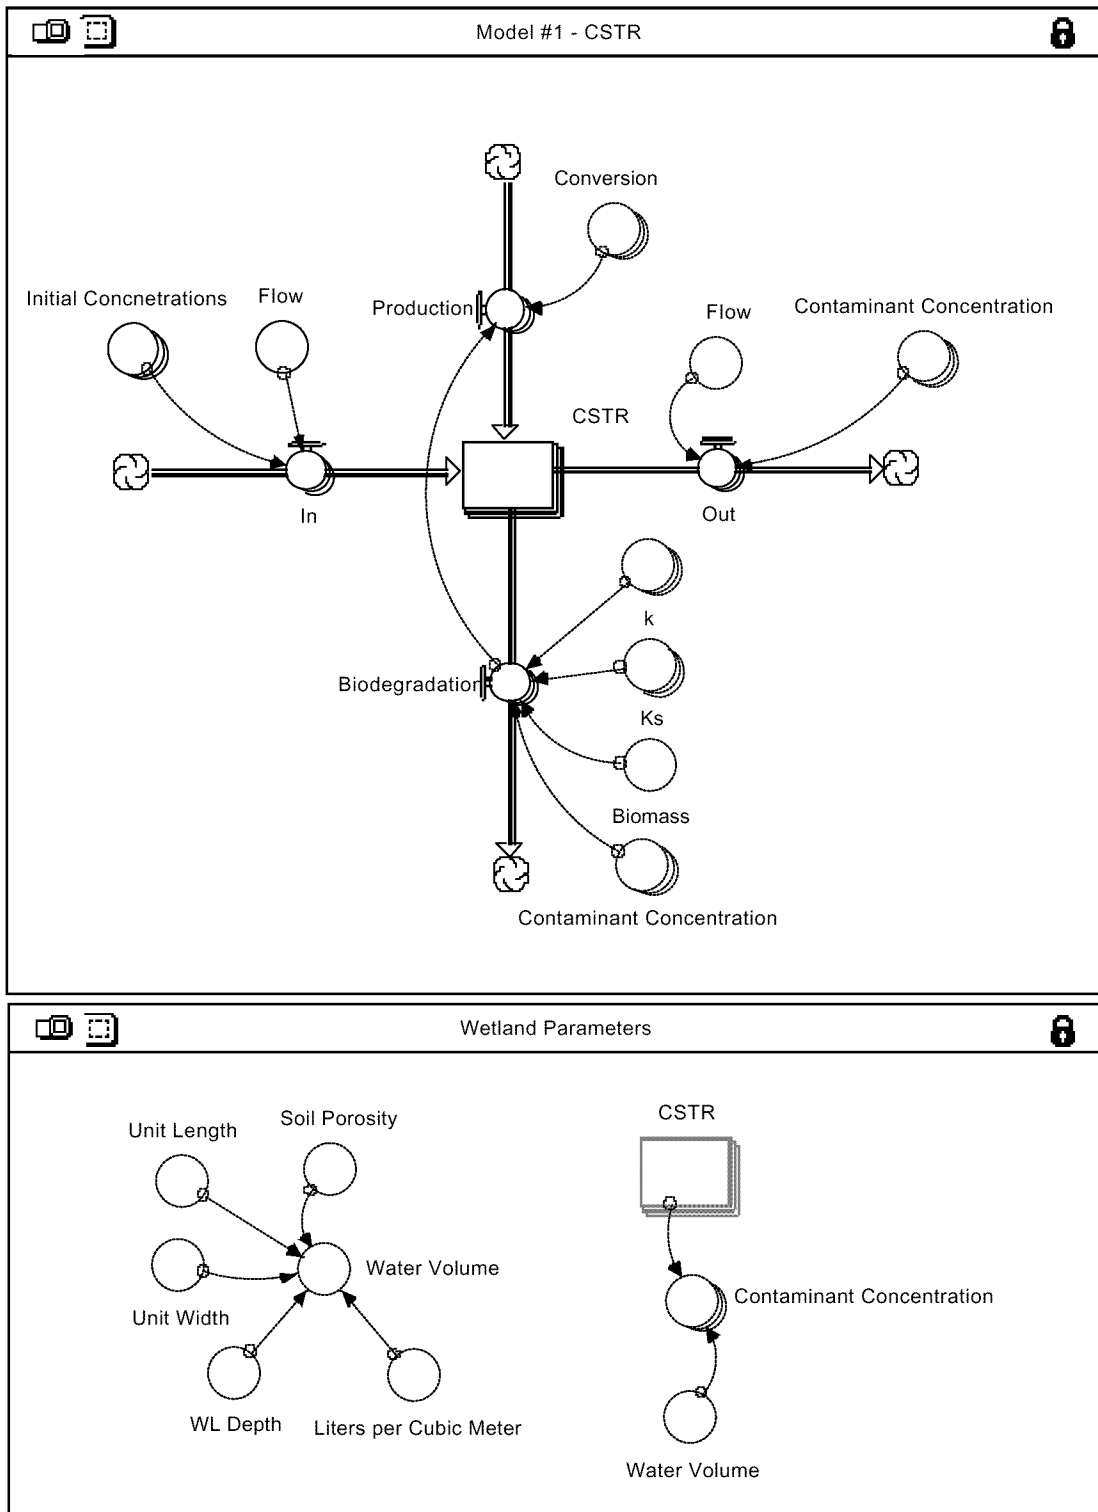 Model #1 - CSTR
Conversion
Initial Concnetrations
Flow
Production
Flow
Contaminant Concentration
CSTR
In
Out
k
Biodegradation
Ks
Biomass
Contaminant Concentration
Wetland Parameters
Unit Length
Soil Porosity
CSTR
Water Volume
Unit Width
Contaminant Concentration
WL Depth
Liters per Cubic Meter
Water Volume